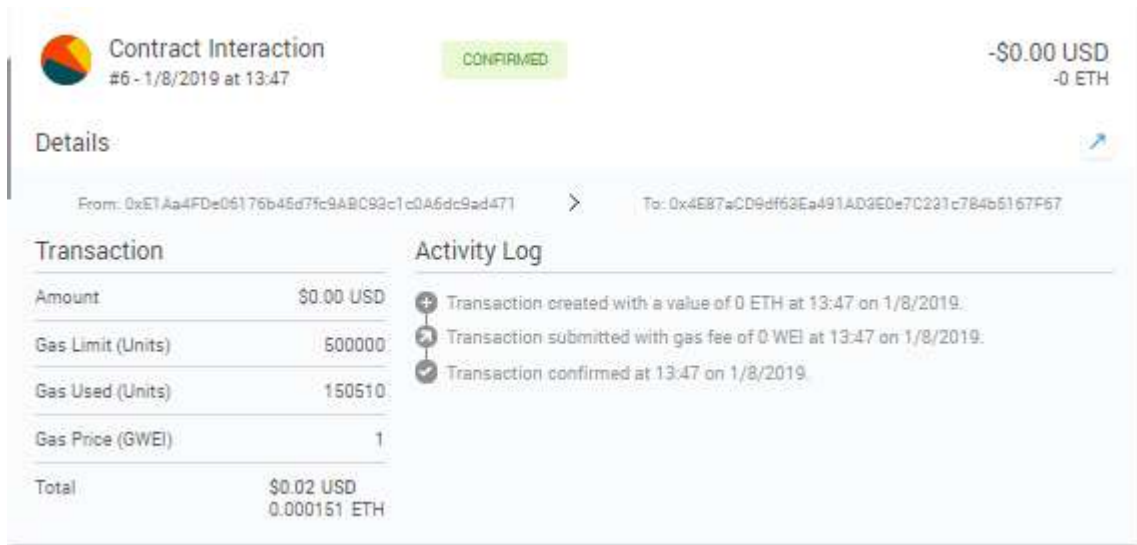 Contract Interaction
#6 - 1/8/2019 at 13:47
CONFIRMED
-$0.00 USD
-0 ETH
Details
From: 0xE1Aa4FDe06176b45d7fc9ABC93c1c0A6dc9ad471
To: 0x4E87aCD9df63Ea491AD3E0e7C231c784b5167F67
Transaction
Amount $0.00 USD
Gas Limit (Units) 500000
Gas Used (Units) 150510
Gas Price (GWEI) 1
Total $0.02 USD
0.000151 ETH
Activity Log
Transaction created with a value of 0 ETH at 13:47 on 1/8/2019.
Transaction submitted with gas fee of 0 WEI at 13:47 on 1/8/2019.
Transaction confirmed at 13:47 on 1/8/2019.